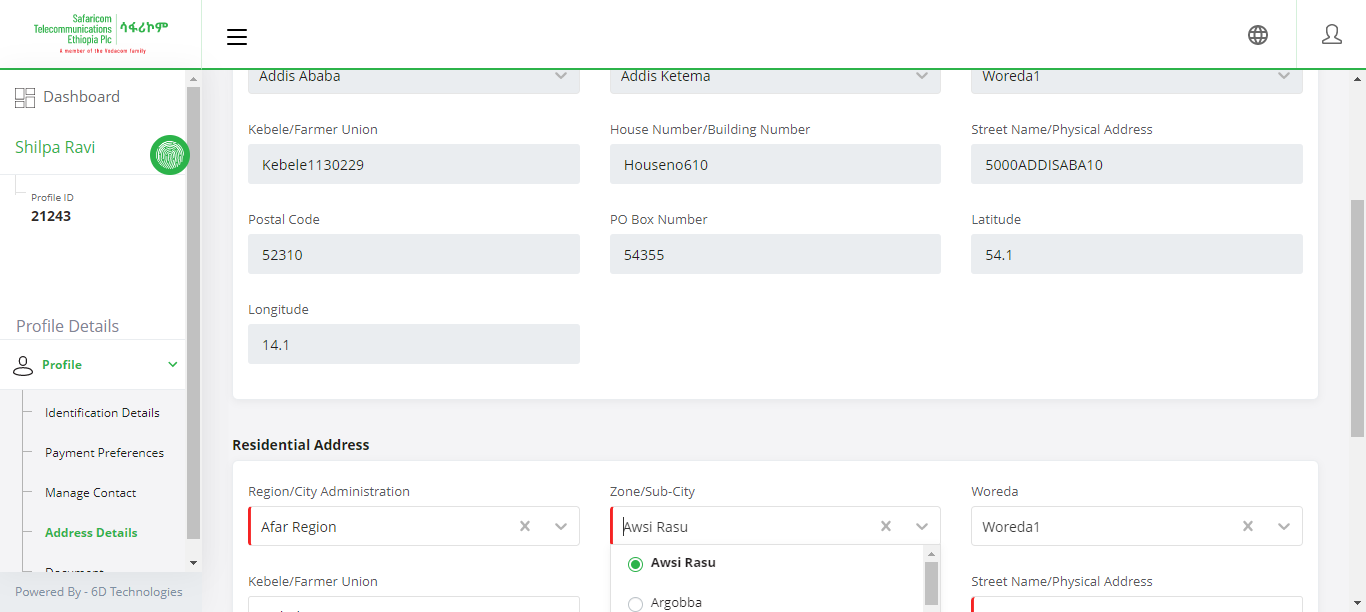 Safaricom
Telecommunications
Ethiopia Plc
ሳፋሪኮም
A member of the Vodacom family
Dashboard
Shilpa Ravi
Profile ID
21243
Profile Details
Profile
Identification Details
Payment Preferences
Manage Contact
Address Details
Document
Powered By - 6D Technologies
Addis Ababa
Addis Ketema
Woreda1
Kebele/Farmer Union
House Number/Building Number
Street Name/Physical Address
Kebele1130229
Houseno610
5000ADDISABA10
Postal Code
PO Box Number
Latitude
52310
54355
54.1
Longitude
14.1
Residential Address
Region/City Administration
Zone/Sub-City
Woreda
Afar Region
Awsi Rasu
Woreda1
Awsi Rasu
Argobba
Kebele/Farmer Union
Street Name/Physical Address